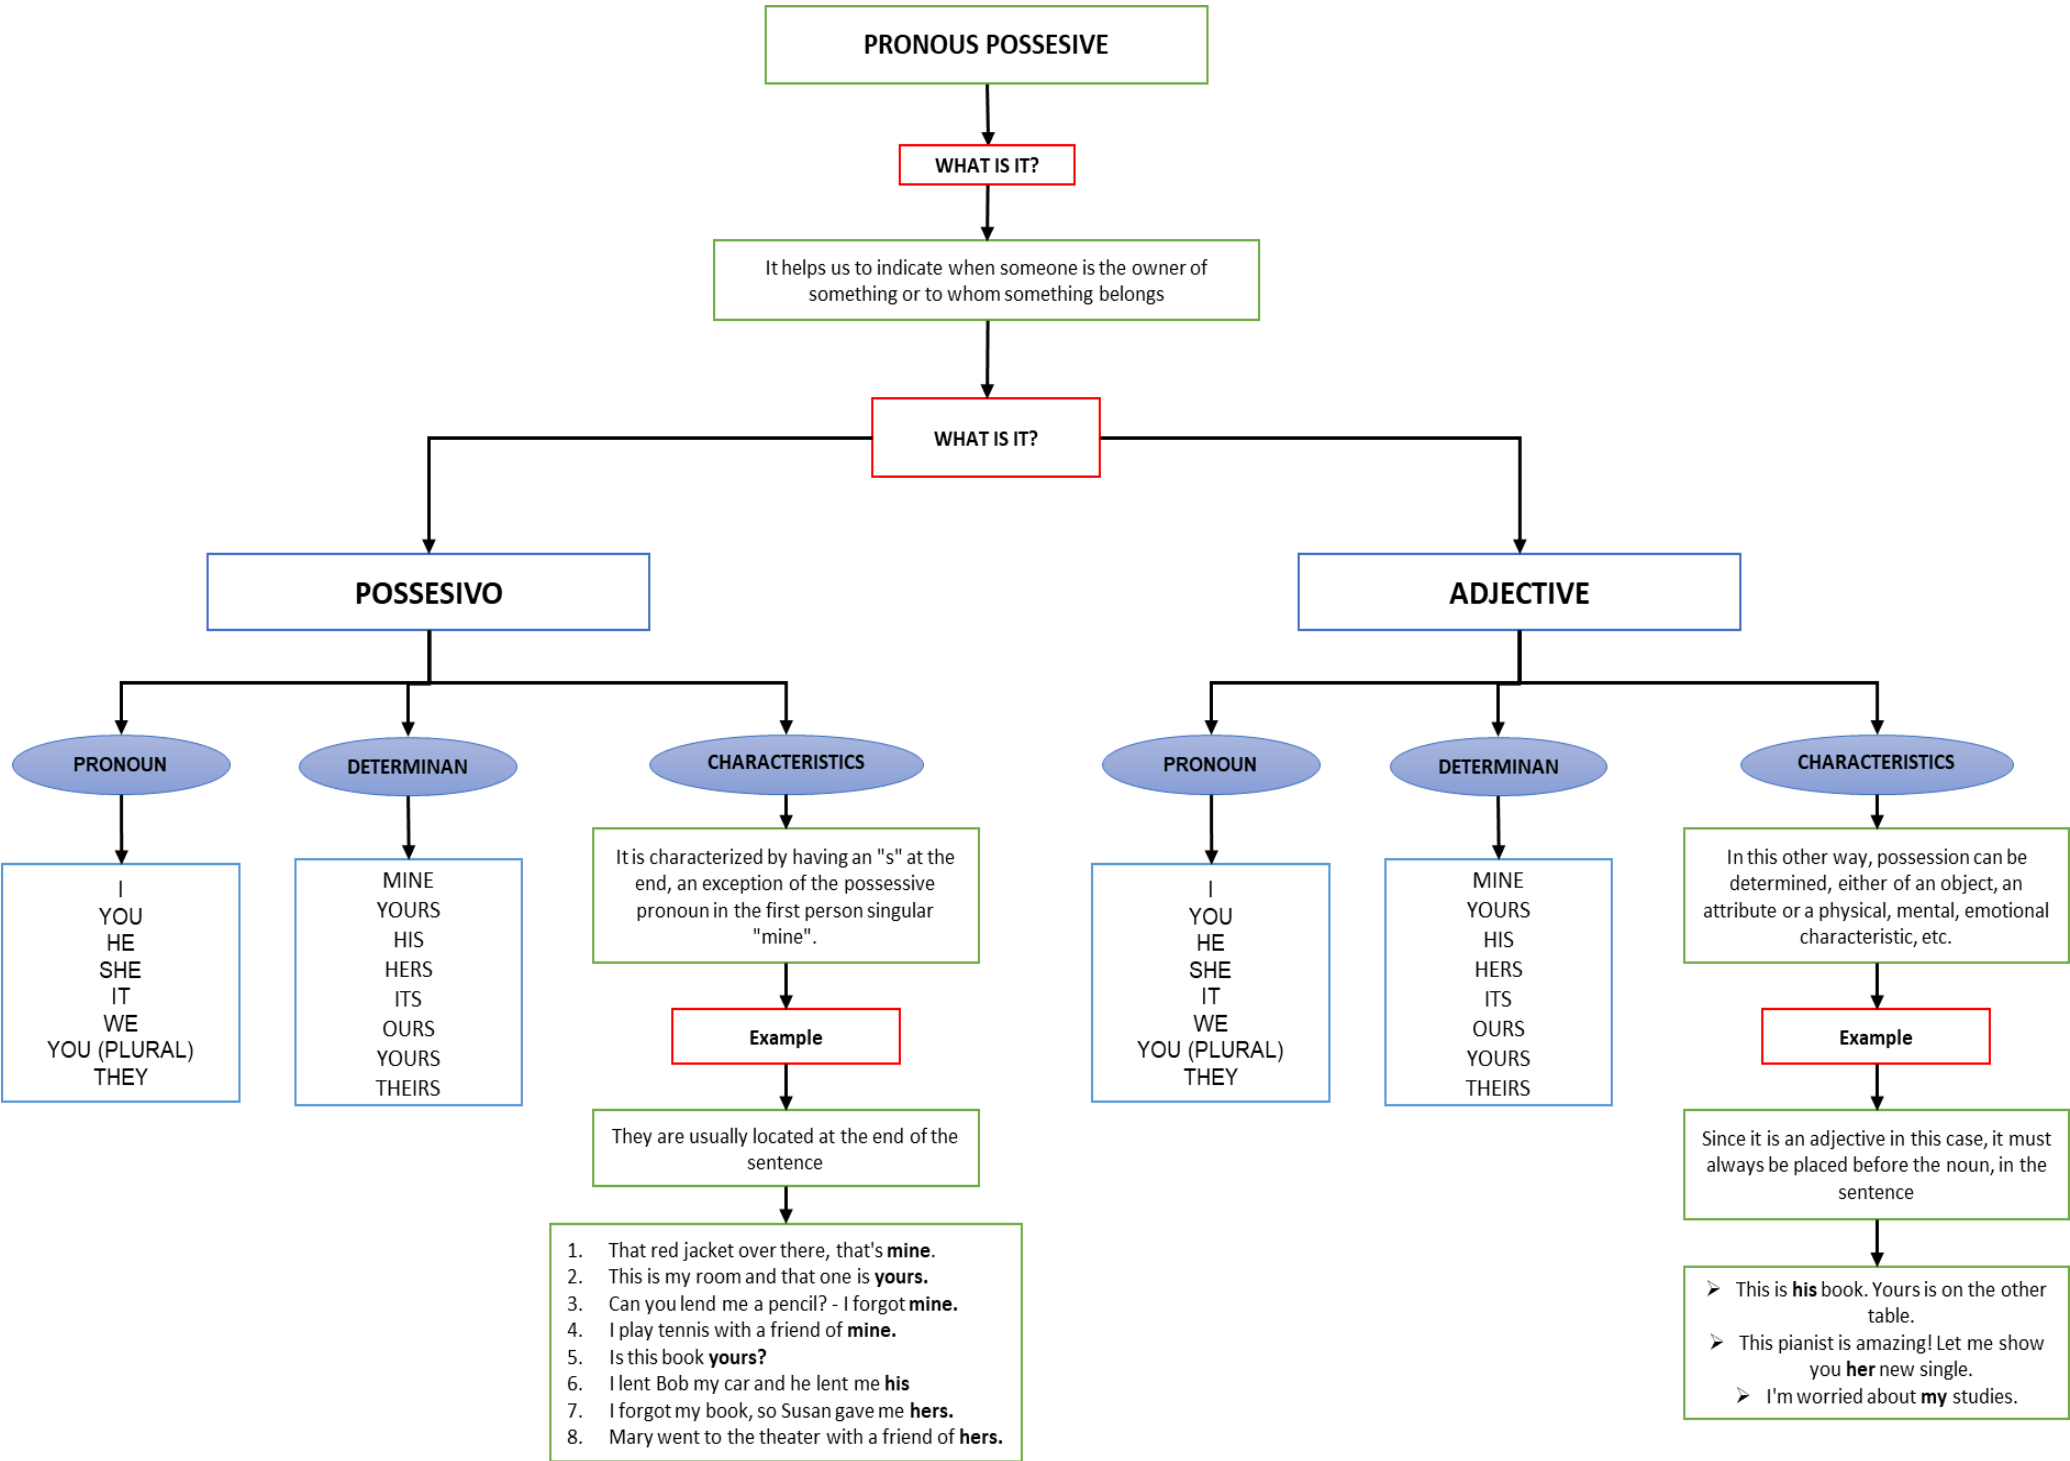 PRONOUS POSSESIVE
WHAT IS IT?
It helps us to indicate when someone is the owner of
something or to whom something belongs
WHAT IS IT?
POSSESIVO
PRONOUN
I
YOU
HE
SHE
IT
WE
YOU (PLURAL)
THEY
DETERMINAN
MINE
YOURS
HIS
HERS
ITS
OURS
YOURS
THEIRS
CHARACTERISTICS
It is characterized by having an "s" at the
end, an exception of the possessive
pronoun in the first person singular
"mine".
Example
They are usually located at the end of the
sentence
1. That red jacket over there, that's mine.
2. This is my room and that one is yours.
3. Can you lend me a pencil? - I forgot mine.
4. I play tennis with a friend of mine.
5. Is this book yours?
6. I lent Bob my car and he lent me his
7. I forgot my book, so Susan gave me hers.
8. Mary went to the theater with a friend of hers.
ADJECTIVE
PRONOUN
I
YOU
HE
SHE
IT
WE
YOU (PLURAL)
THEY
DETERMINAN
MINE
YOURS
HIS
HERS
ITS
OURS
YOURS
THEIRS
CHARACTERISTICS
In this other way, possession can be
determined, either of an object, an
attribute or a physical, mental, emotional
characteristic, etc.
Example
Since it is an adjective in this case, it must
always be placed before the noun, in the
sentence
➢ This is his book. Yours is on the other
table.
➢ This pianist is amazing! Let me show
you her new single.
➢ I'm worried about my studies.